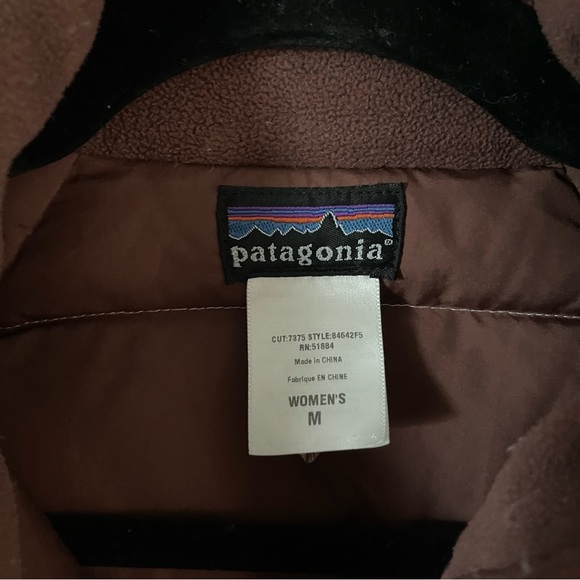 patagonia®
CUT:7375 STYLE:84642F5
RN:51884
Made in CHINA
Fabriqué EN CHINE
WOMEN'S
M